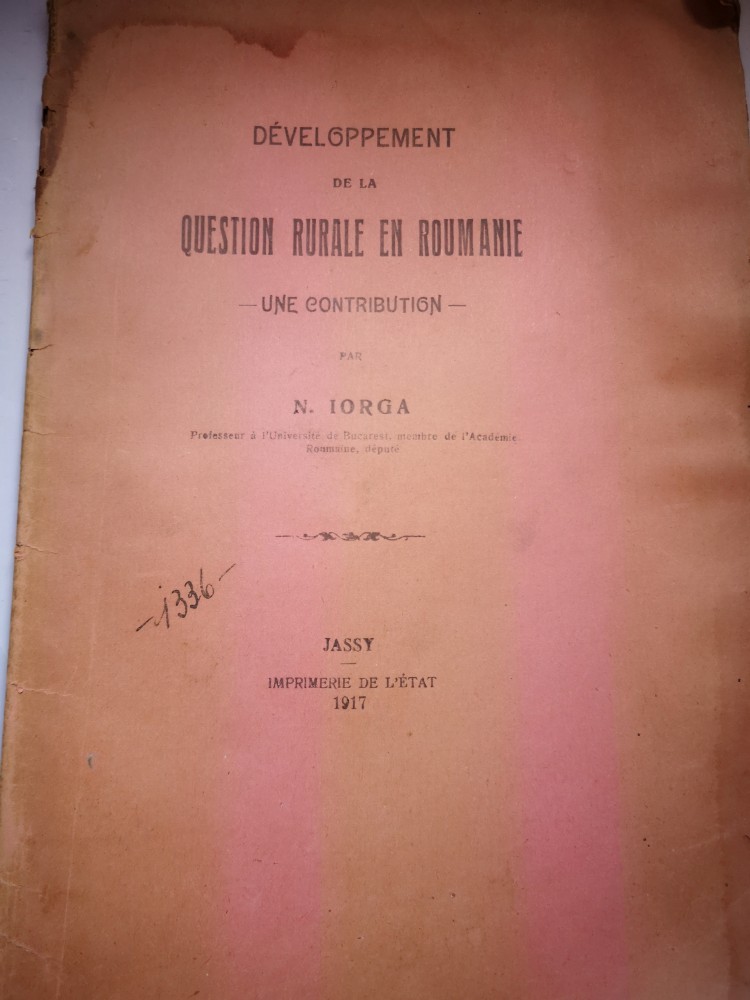 DÉVELOPPEMENT
DE LA
QUESTION RURALE EN ROUMANIE
— UNE CONTRIBUTION —
PAR
N. IORGA
Professeur à l'Université de Bucarest, membre de l'Académie
Roumaine, député
-1336-
JASSY
IMPRIMERIE DE L'ÉTAT
1917